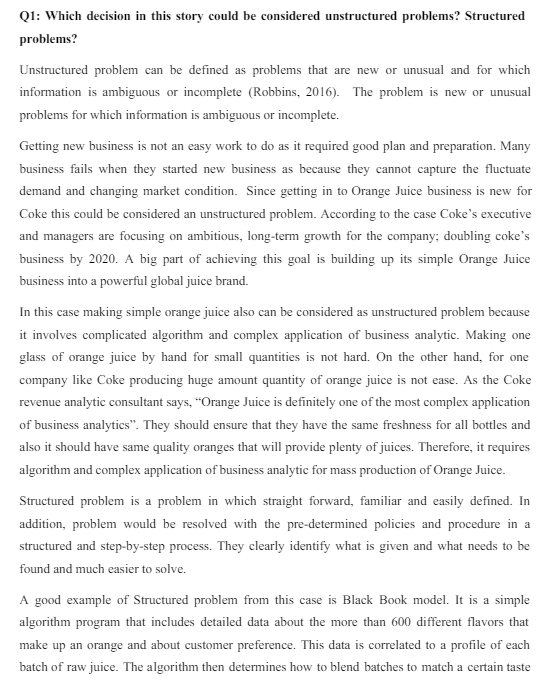 Q1: Which decision in this story could be considered unstructured problems? Structured
problems?
Unstructured problem can be defined as problems that are new or unusual and for which
information is ambiguous or incomplete (Robbins, 2016). The problem is new or unusual
problems for which information is ambiguous or incomplete.
Getting new business is not an easy work to do as it required good plan and preparation. Many
business fails when they started new business as because they cannot capture the fluctuate
demand and changing market condition. Since getting in to Orange Juice business is new for
Coke this could be considered an unstructured problem. According to the case Coke's executive
and managers are focusing on ambitious, long-term growth for the company; doubling coke's
business by 2020. A big part of achieving this goal is building up its simple Orange Juice
business into a powerful global juice brand.
In this case making simple orange juice also can be considered as unstructured problem because
it involves complicated algorithm and complex application of business analytic. Making one
glass of orange juice by hand for small quantities is not hard. On the other hand, for one
company like Coke producing huge amount quantity of orange juice is not ease. As the Coke
revenue analytic consultant says, “Orange Juice is definitely one of the most complex application
of business analytics”. They should ensure that they have the same freshness for all bottles and
also it should have same quality oranges that will provide plenty of juices. Therefore, it requires
algorithm and complex application of business analytic for mass production of Orange Juice.
Structured problem is a problem in which straight forward, familiar and easily defined. In
addition, problem would be resolved with the pre-determined policies and procedure in a
structured and step-by-step process. They clearly identify what is given and what needs to be
found and much easier to solve.
A good example of Structured problem from this case is Black Book model. It is a simple
algorithm program that includes detailed data about the more than 600 different flavors that
make up an orange and about customer preference. This data is correlated to a profile of each
batch of raw juice. The algorithm then determines how to blend batches to match a certain taste